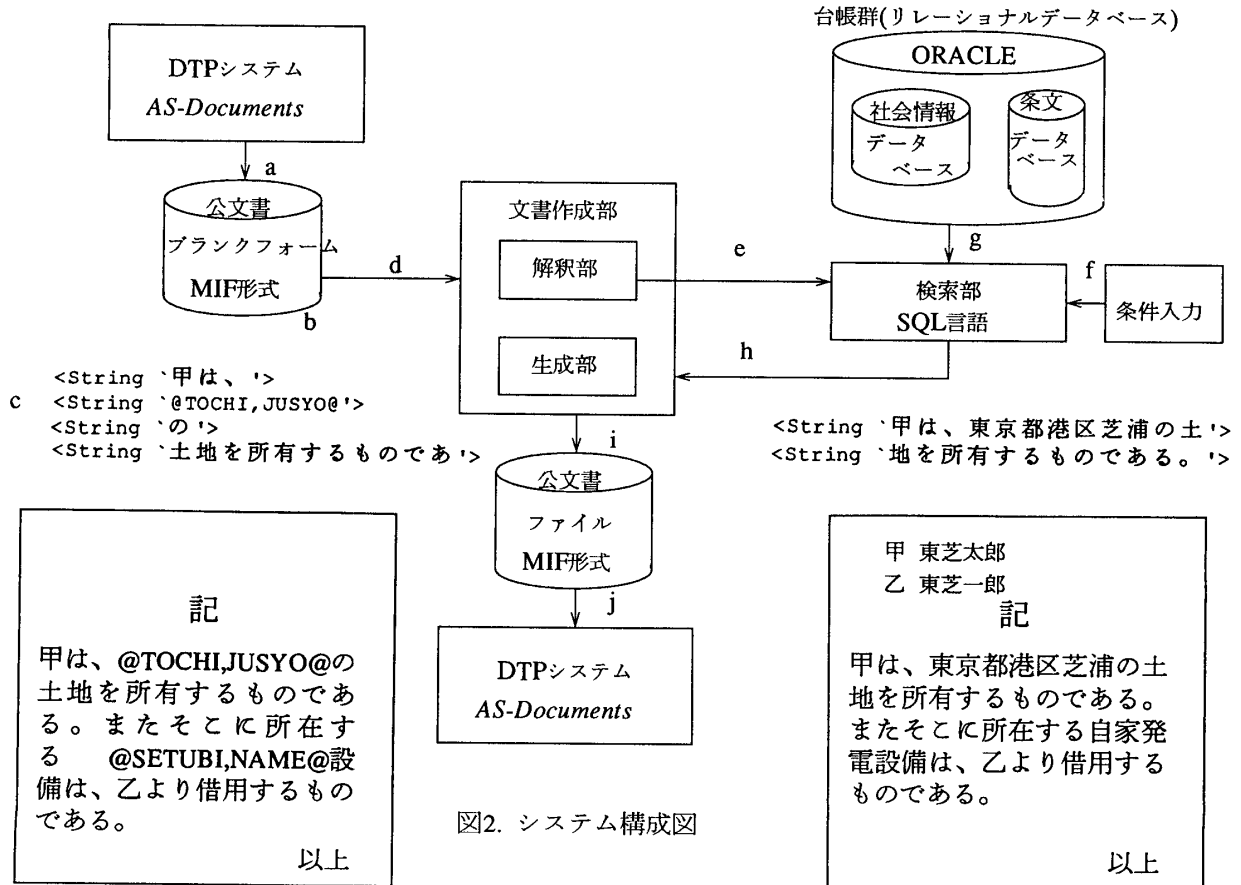 台帳群(リレーショナルデータベース)
ORACLE
社会情報
データ
ベース
条文
データ
ベース
DTPシステム
AS-Documents
a
公文書
ブランクフォーム
MIF形式
b
d
文書作成部
解釈部
生成部
e
g
検索部
SQL言語
f
条件入力
h
c
<String `甲は、'>
<String `@TOCHI,JUSYO@'>
<String `の'>
<String `土地を所有するものであ'>
<String `甲は、東京都港区芝浦の土'>
<String `地を所有するものである。'>
i
公文書
ファイル
MIF形式
j
DTPシステム
AS-Documents
記
甲は、@TOCHI,JUSYO@の
土地を所有するものであ
る。またそこに所在す
る @SETUBI,NAME@設
備は、乙より借用するもの
である。
以上
甲 東芝太郎
乙 東芝一郎
記
甲は、東京都港区芝浦の土
地を所有するものである。
またそこに所在する自家発
電設備は、乙より借用する
ものである。
以上
図2. システム構成図